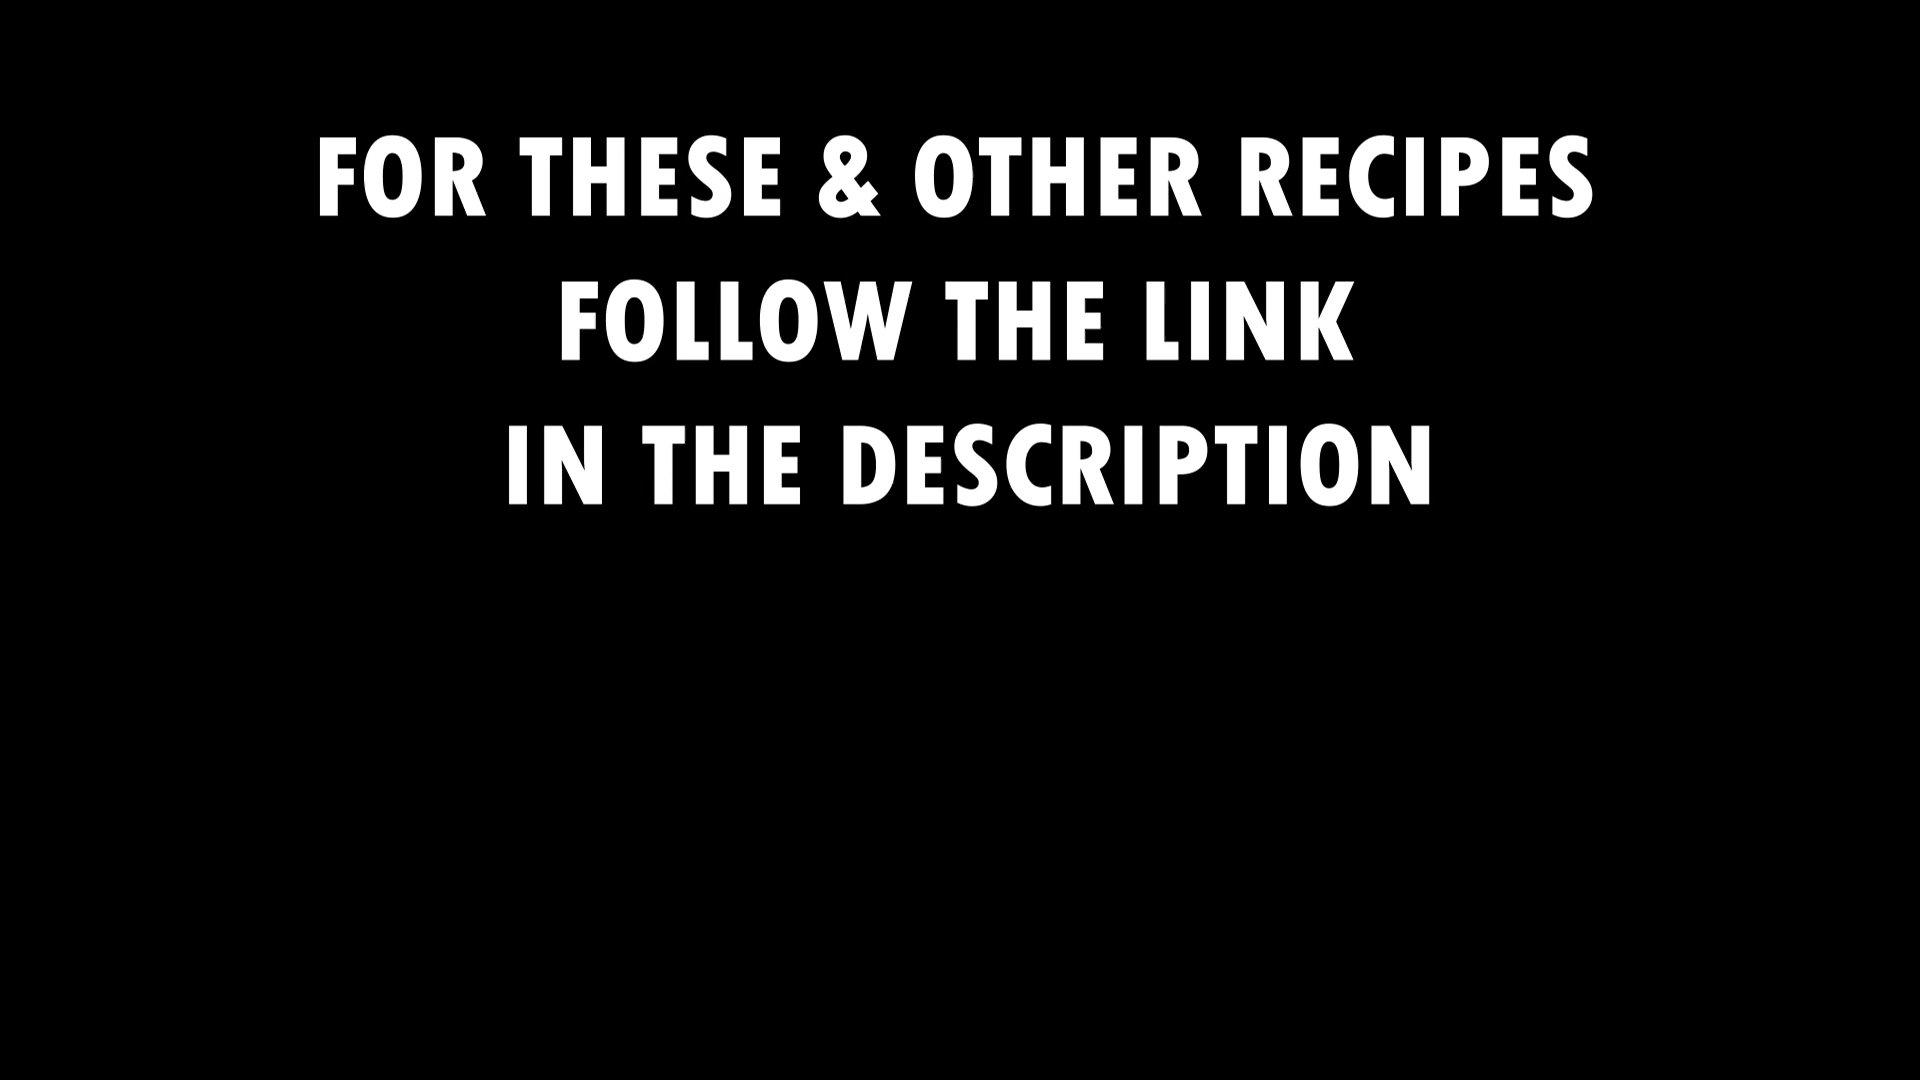 FOR THESE & OTHER RECIPES
FOLLOW THE LINK
IN THE DESCRIPTION